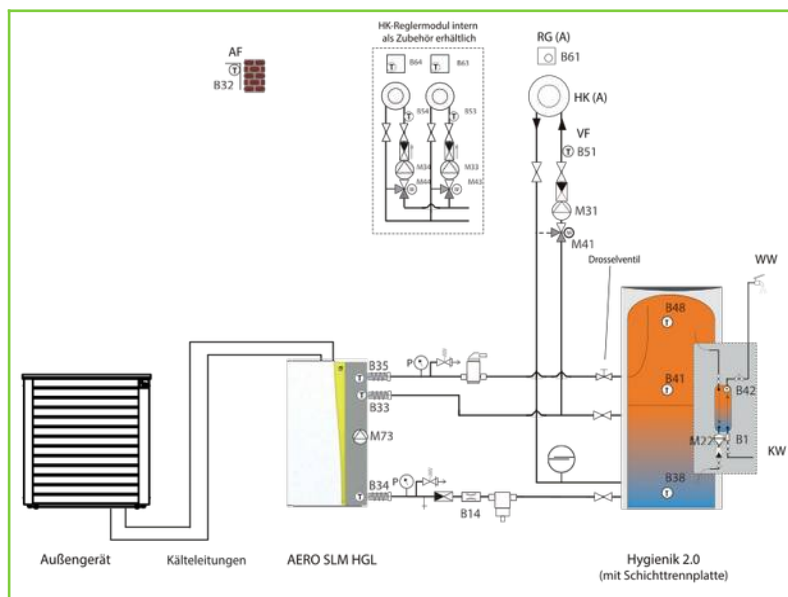 HK-Reglermodul intern
als Zubehör erhältlich
RG (A)
B61
AF
T
B32
B64
B63
HK (A)
B54
B53
VF
T B51
M34
M33
M31
M44
M43
M41
Drosselventil
WW
B48
T
B35
P
T
B33
B41
T
B42
M73
M22
B1
KW
B34
P
T
B14
B38
T
Außengerät
Kälteleitungen
AERO SLM HGL
Hygienik 2.0
(mit Schichttrennplatte)